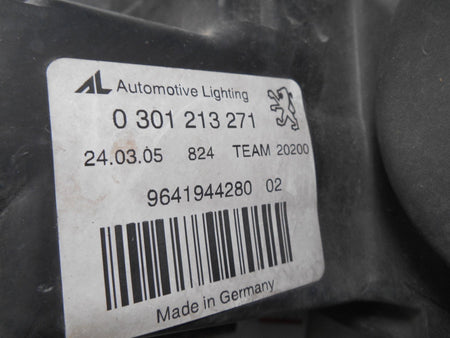 AL Automotive Lighting
0 301 213 271
24.03.05 824 TEAM 20200
9641944280 02
Made in Germany